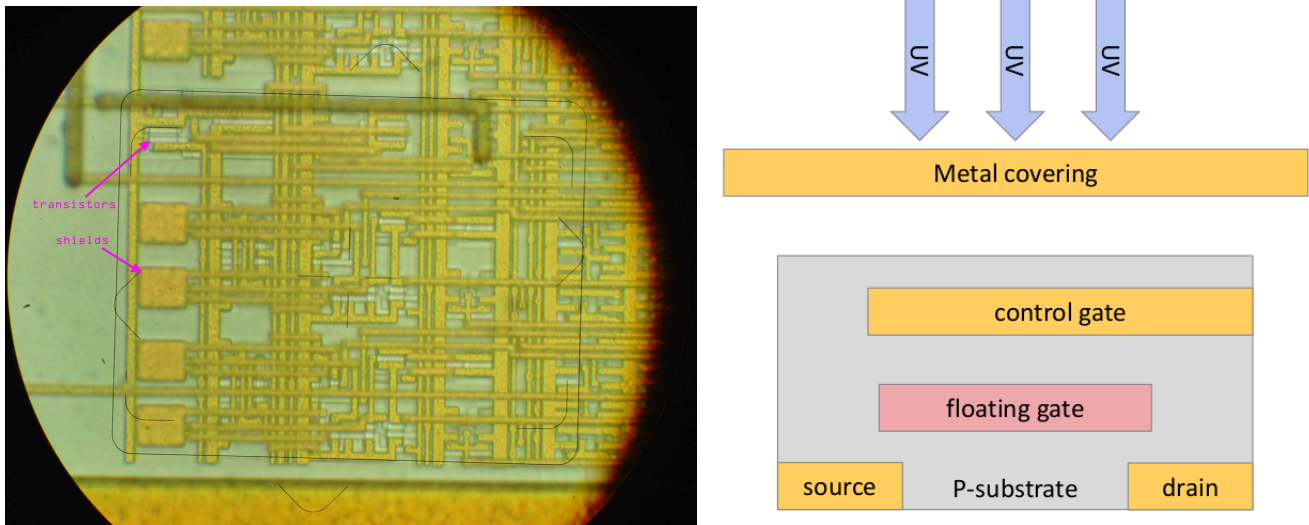 transistors
shields
UV
UV
UV
Metal covering
control gate
floating gate
source
P-substrate
drain